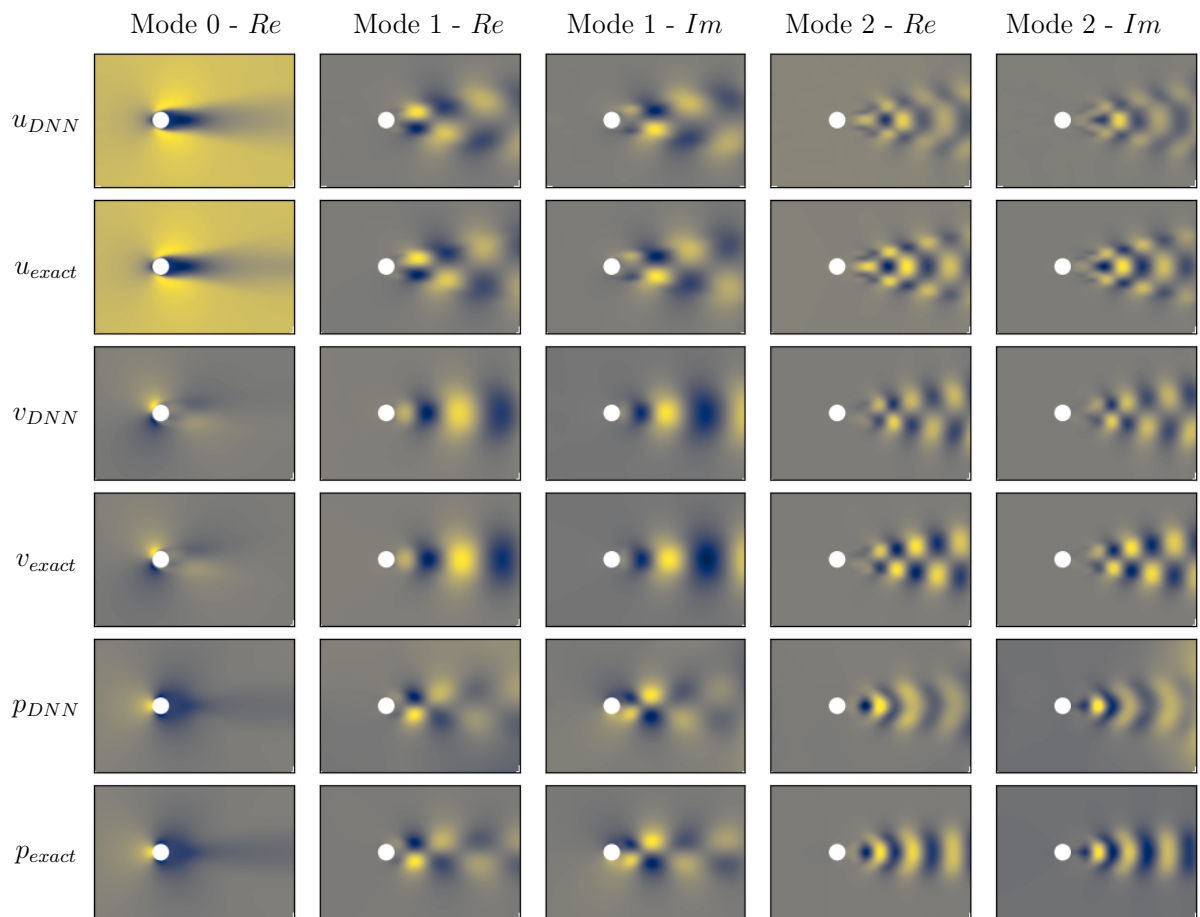 Mode 0 - Re Mode 1 - Re Mode 1 - Im Mode 2 - Re Mode 2 - Im
u_DNN
u_exact
v_DNN
v_exact
p_DNN
p_exact